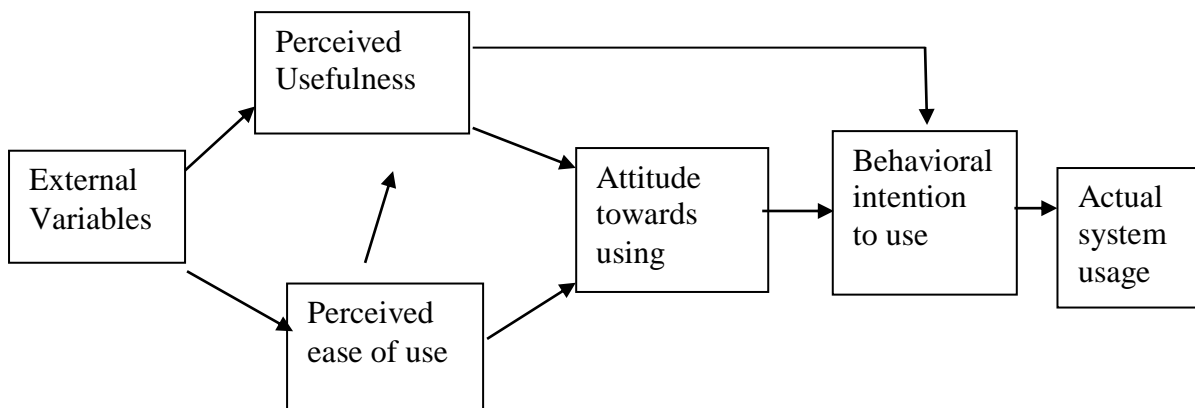 Perceived
Usefulness
External
Variables
Perceived
ease of use
Attitude
towards
using
Behavioral
intention
to use
Actual
system
usage